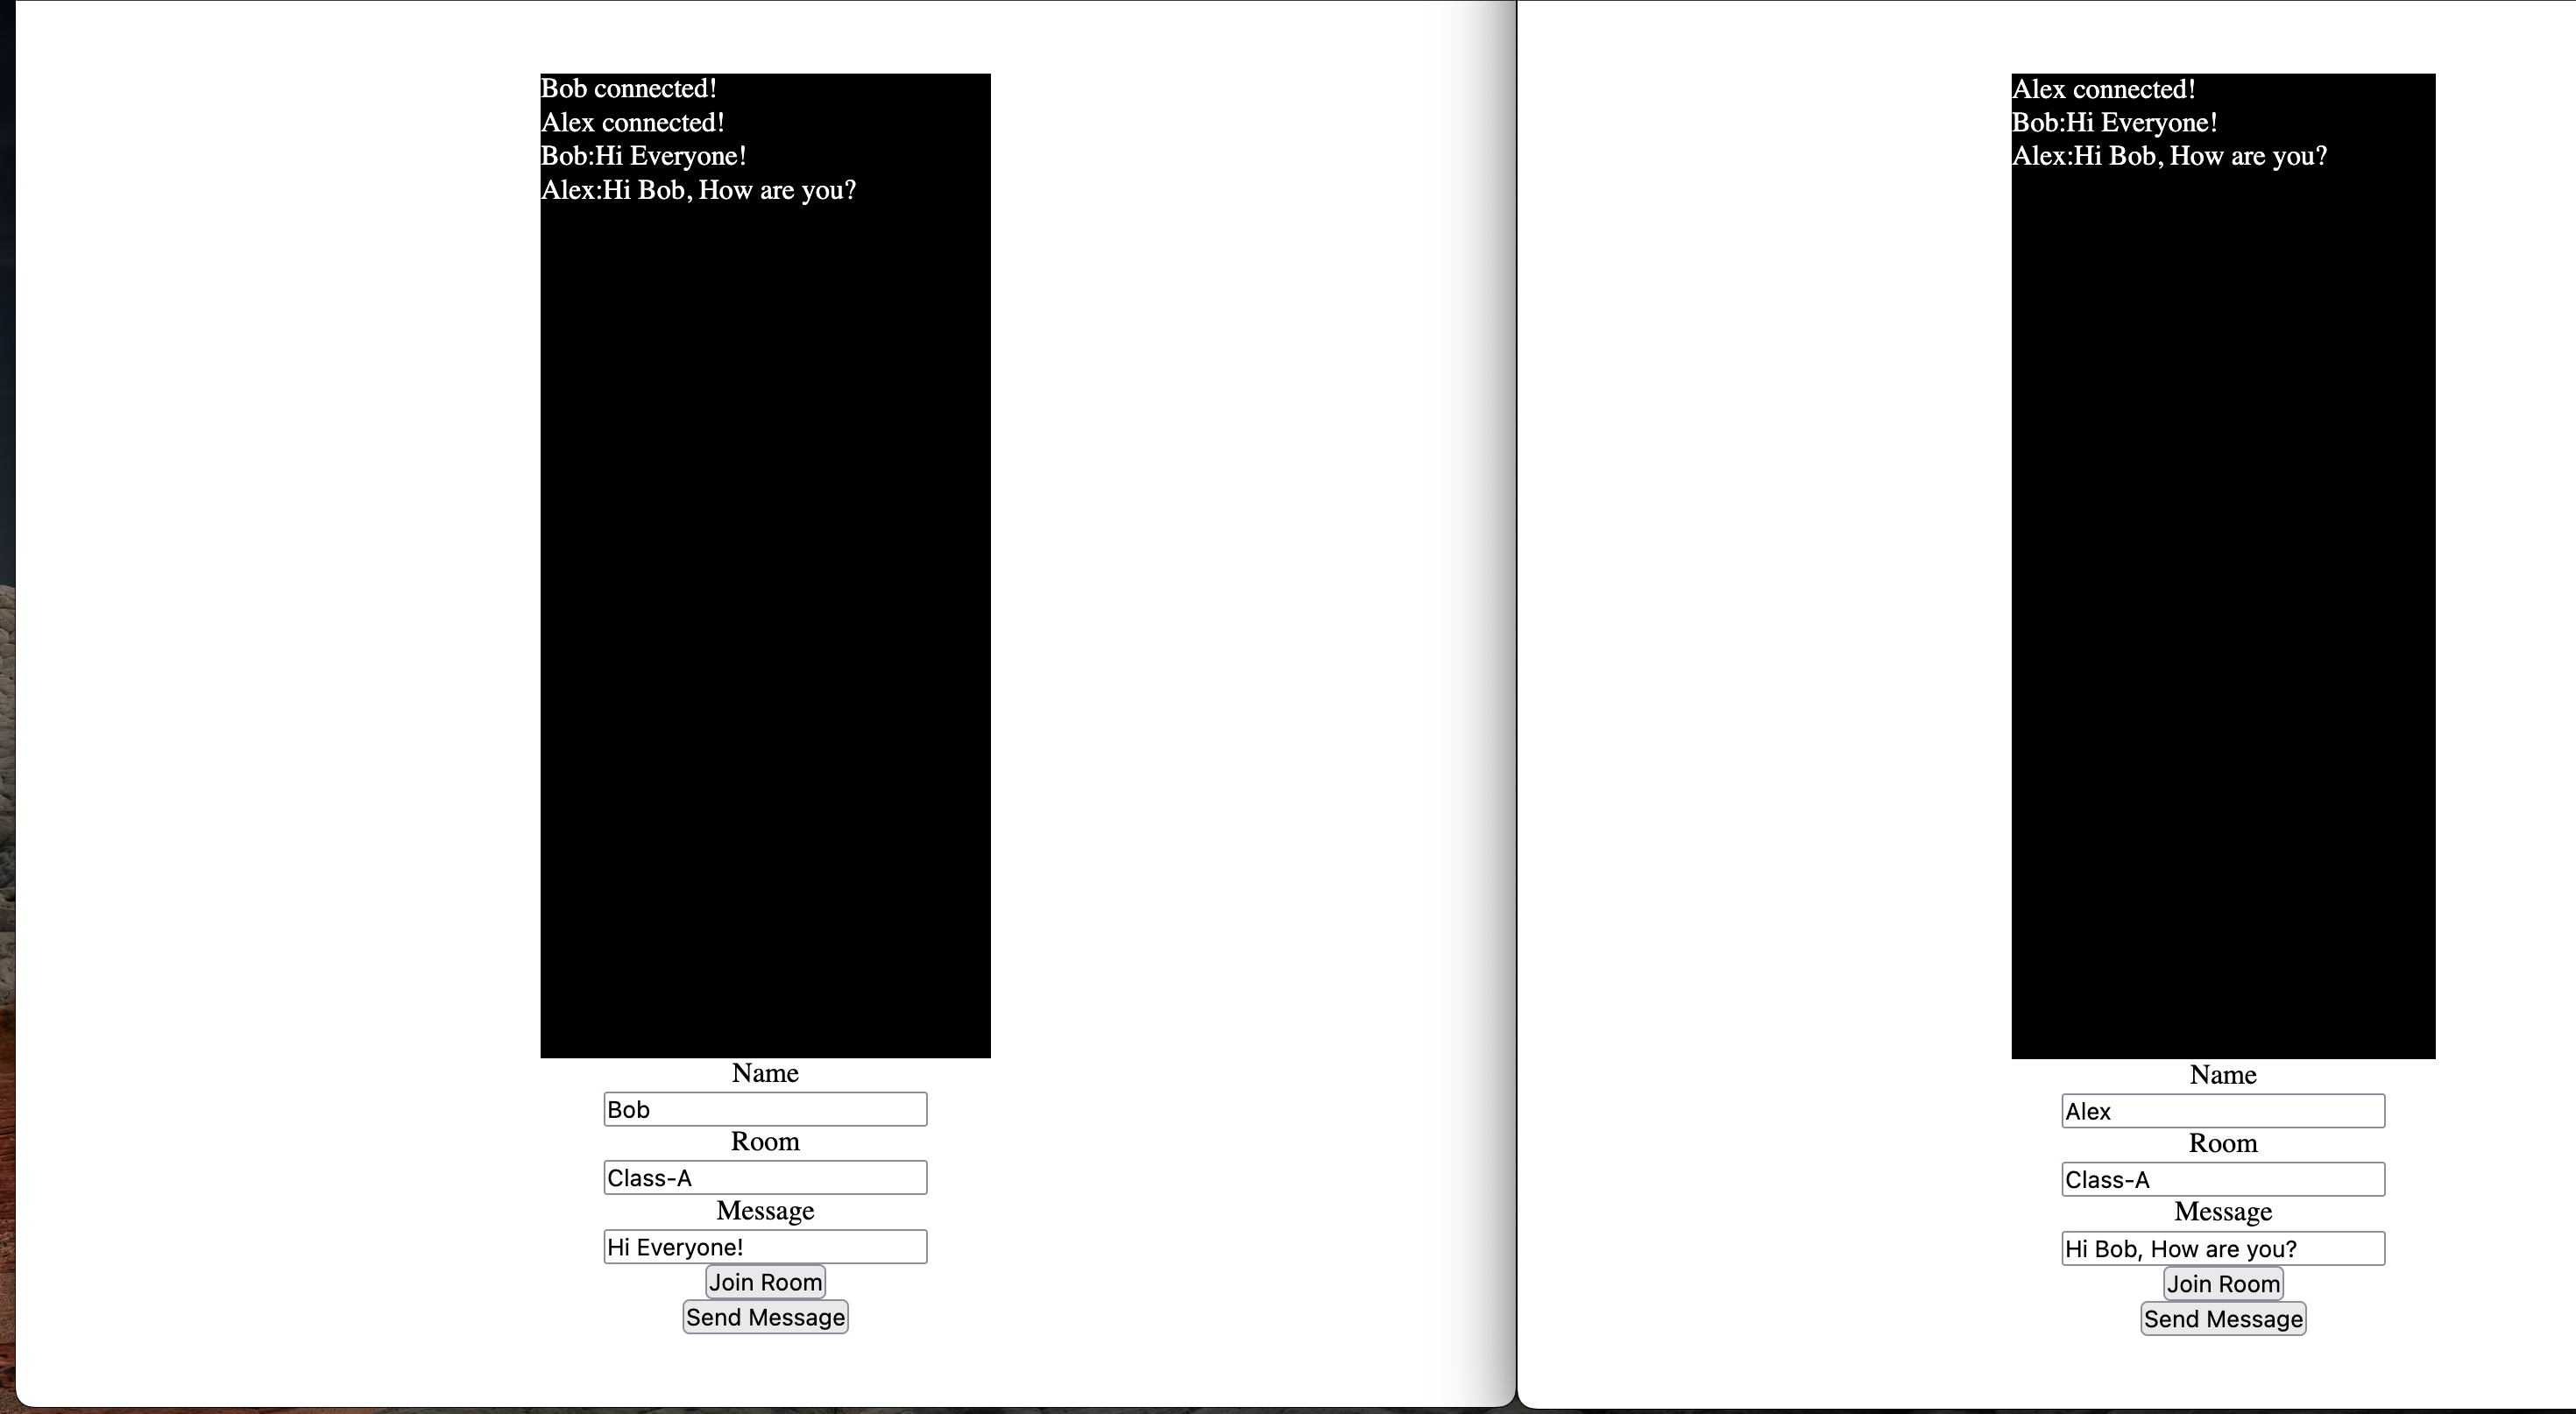 Bob connected!
Alex connected!
Bob:Hi Everyone!
Alex:Hi Bob, How are you?
Name
Bob
Room
Class-A
Message
Hi Everyone!
Join Room
Send Message
Alex connected!
Bob:Hi Everyone!
Alex:Hi Bob, How are you?
Name
Alex
Room
Class-A
Message
Hi Bob, How are you?
Join Room
Send Message